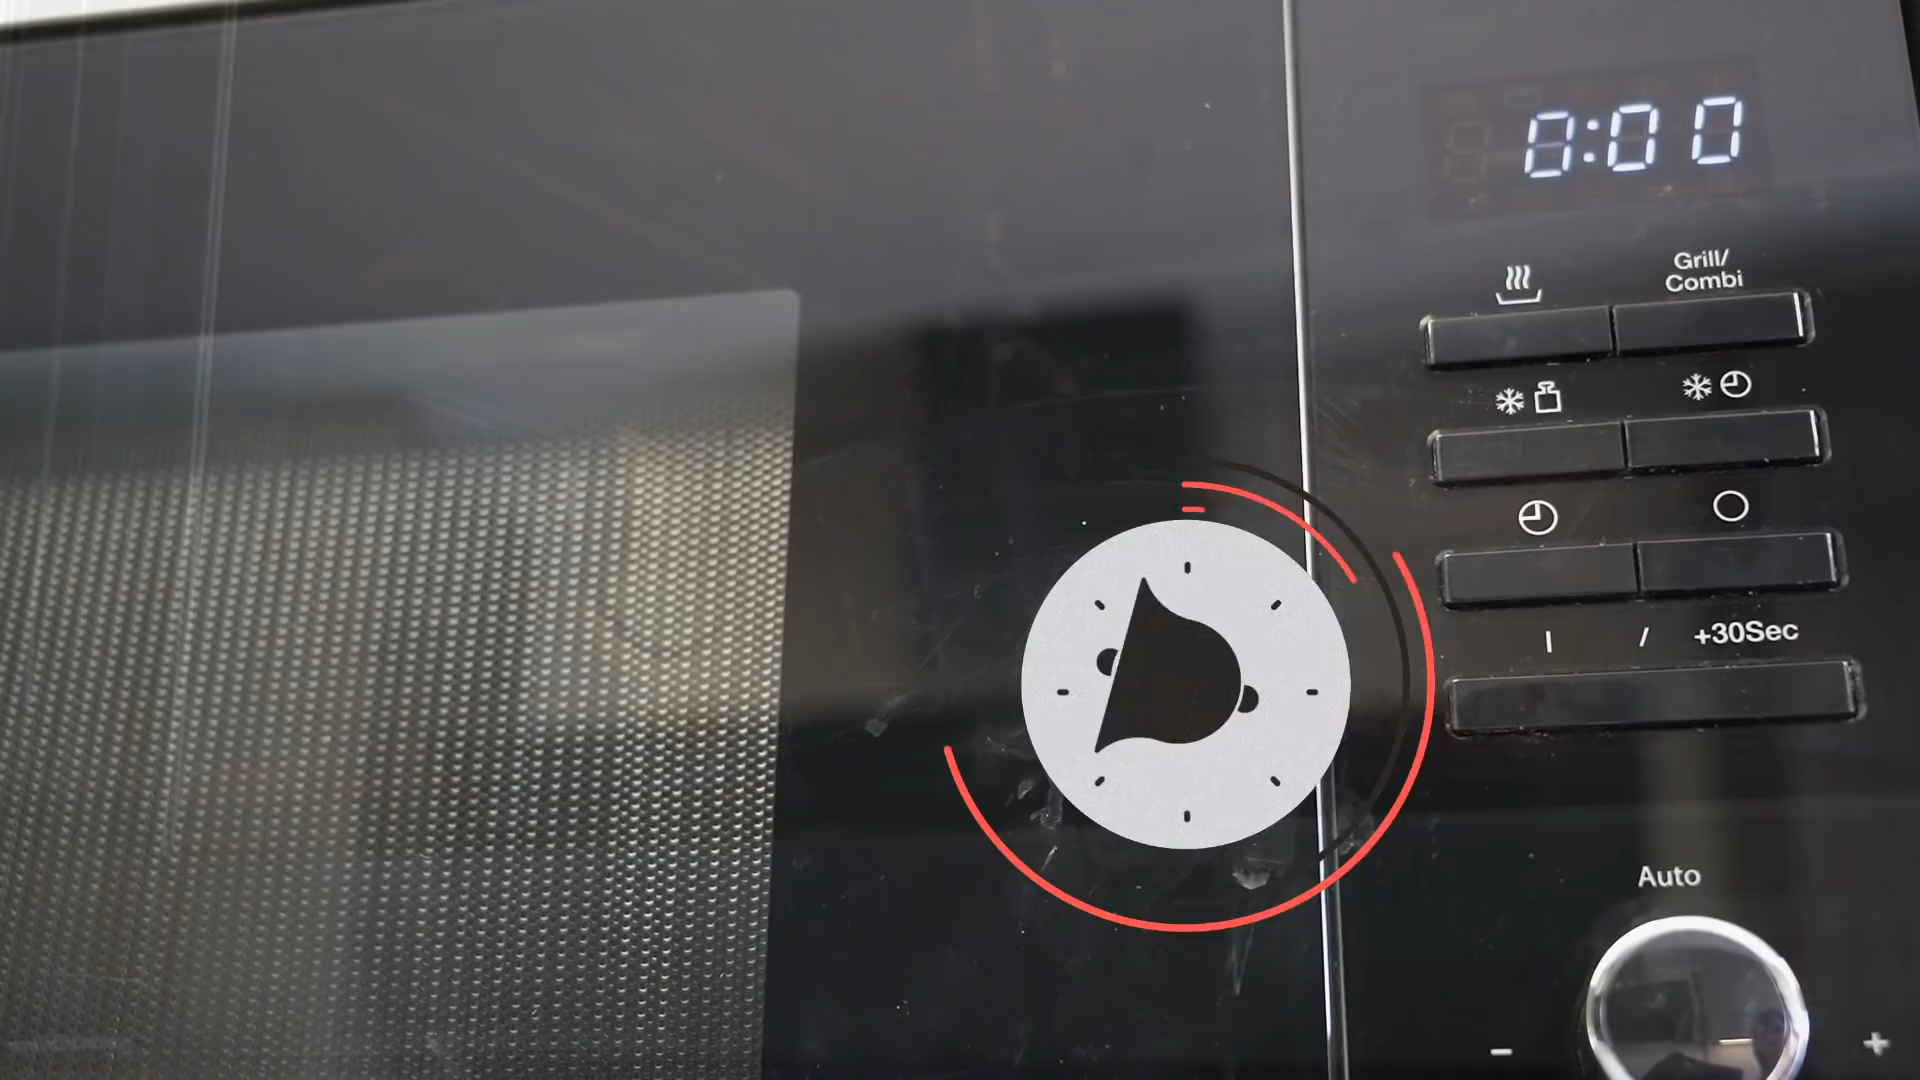 0:00
Grill/
Combi
| / +30Sec
Auto
- +